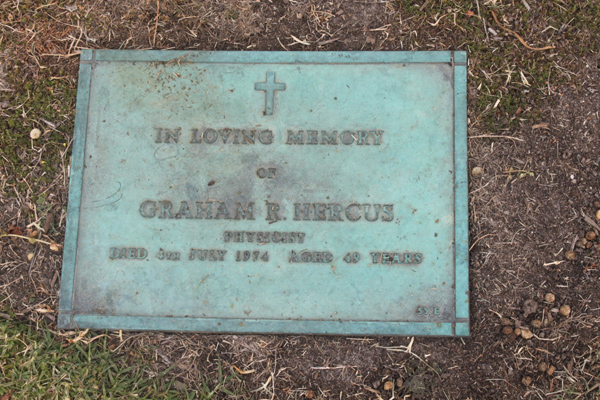 IN LOVING MEMORY
OF
GRAHAM R. HERCUS
PHYSICIST
DIED 4TH JULY 1974 AGED 49 YEARS